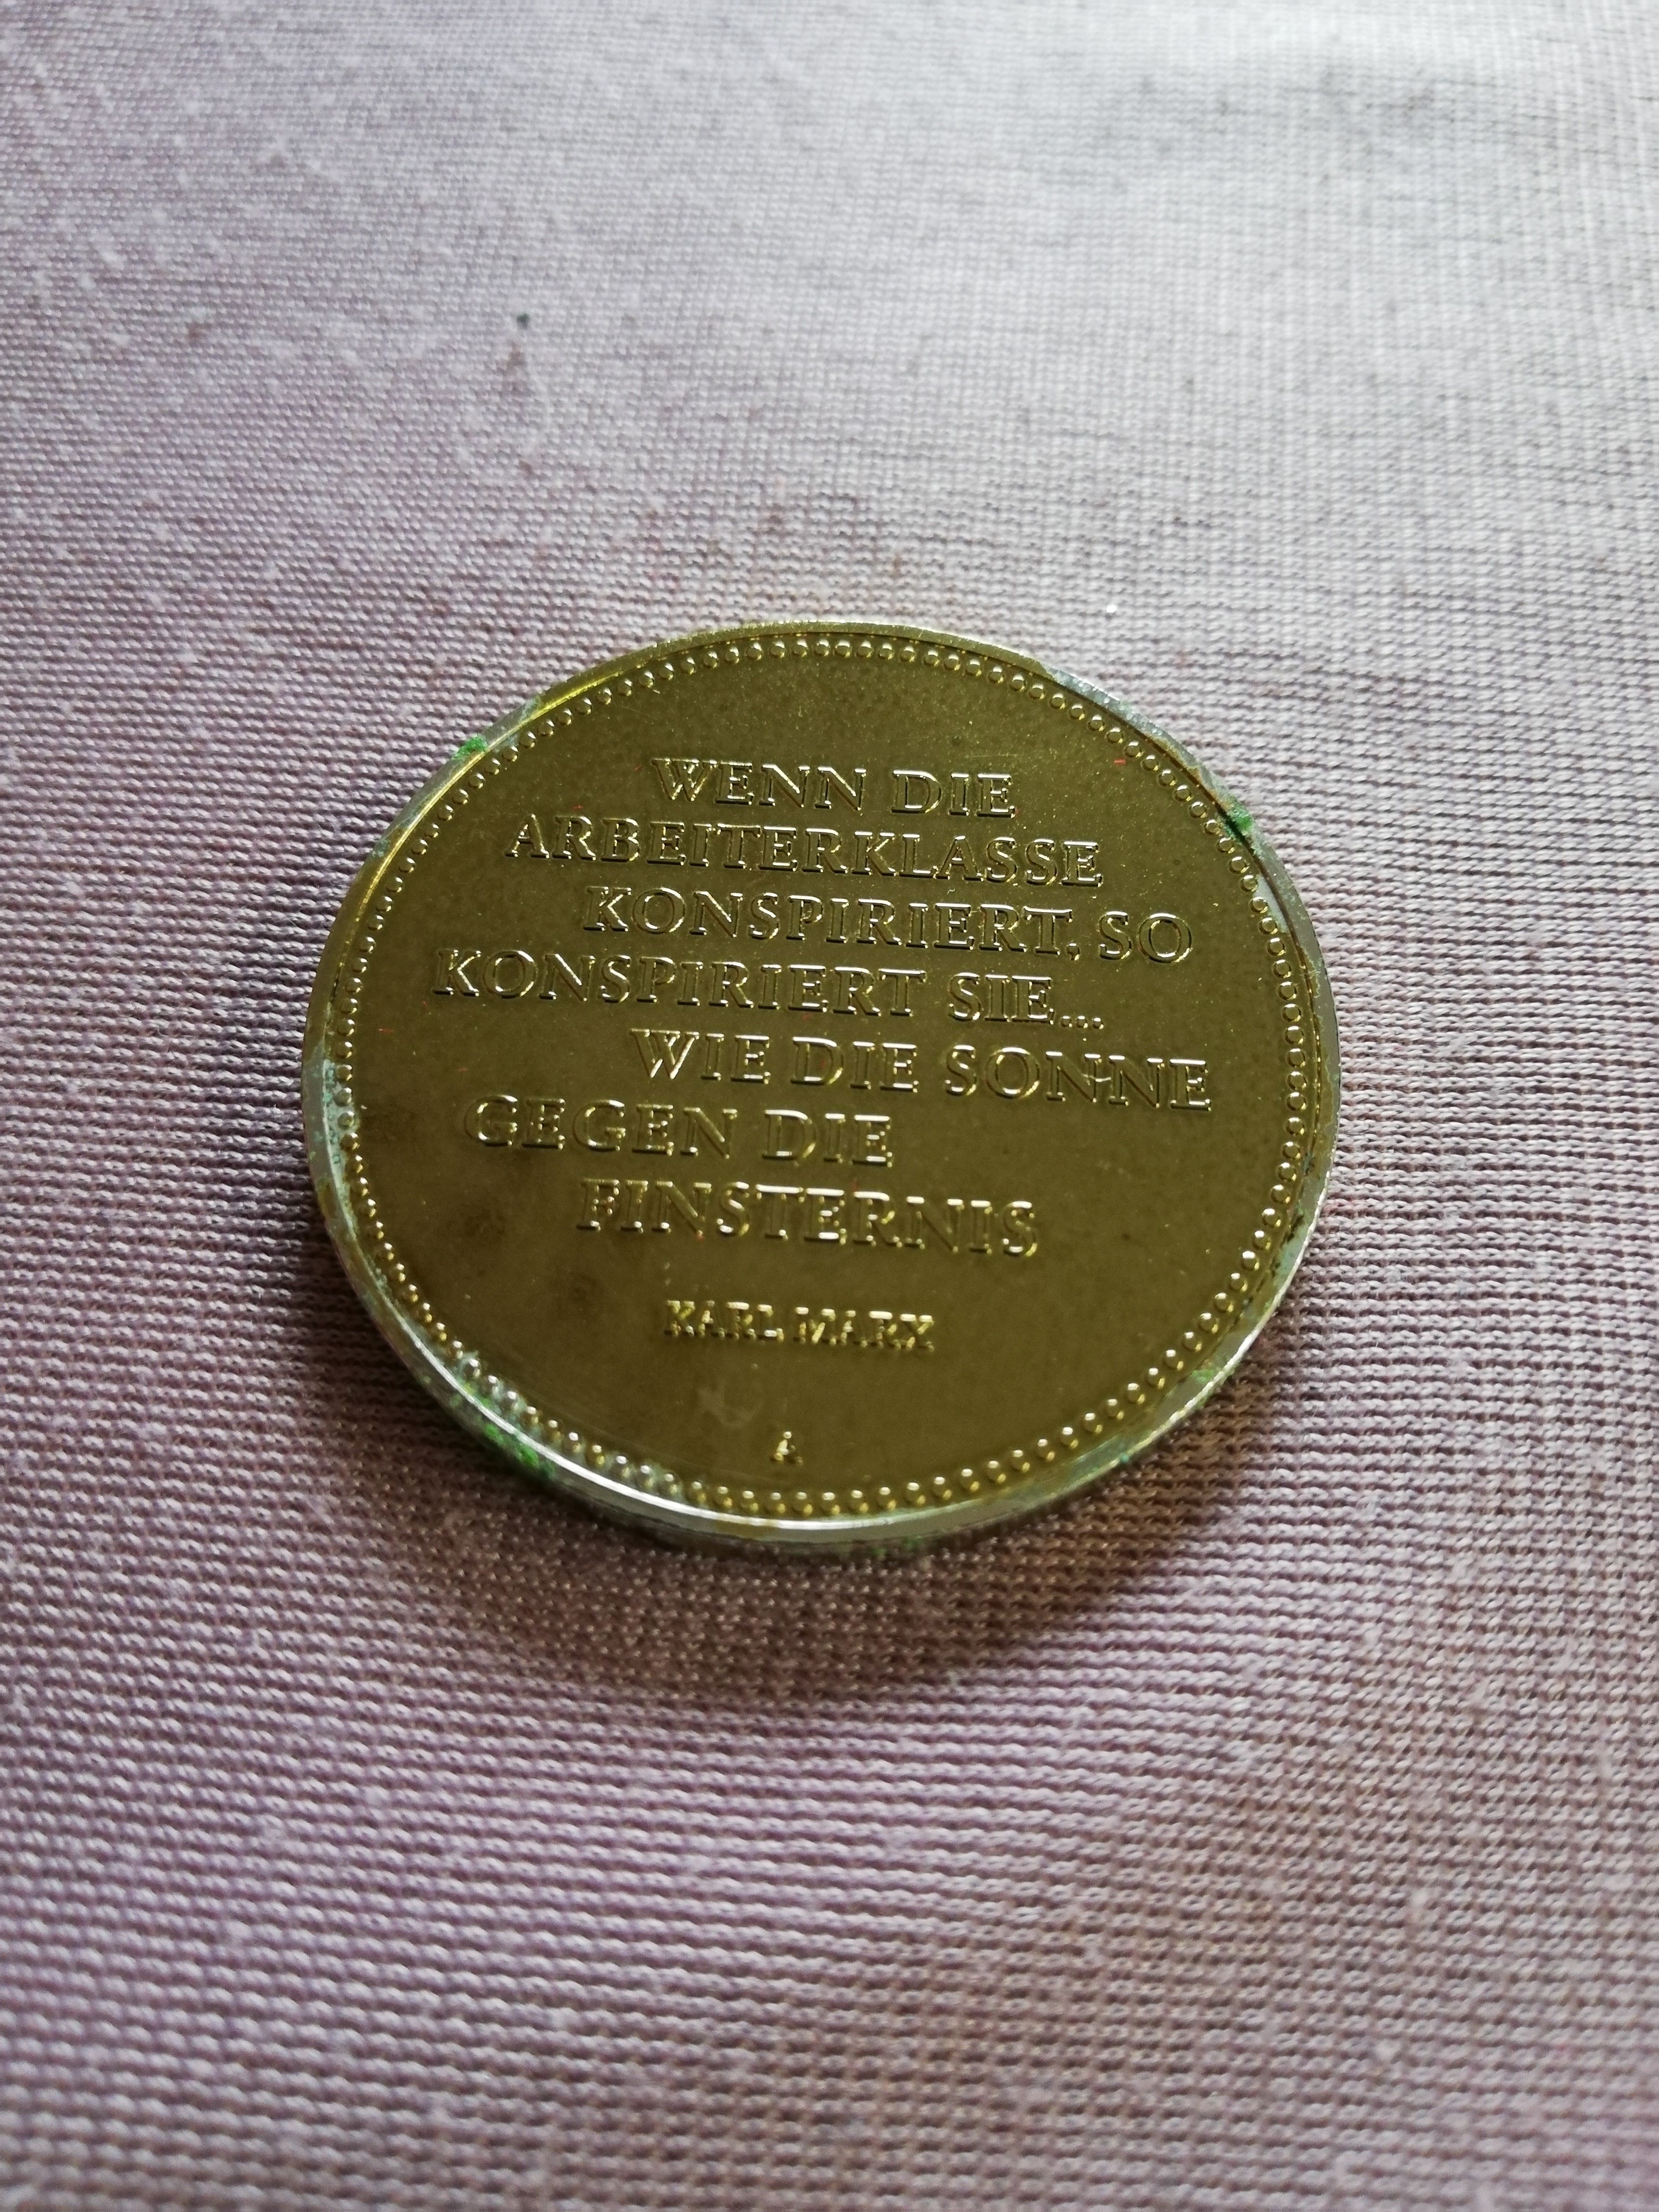 WENN DIE
ARBEITERKLASSE
KONSPIRIERT, SO
KONSPIRIERT SIE...
WIE DIE SONNE
GEGEN DIE
FINSTERNIS
KARL MARX
A